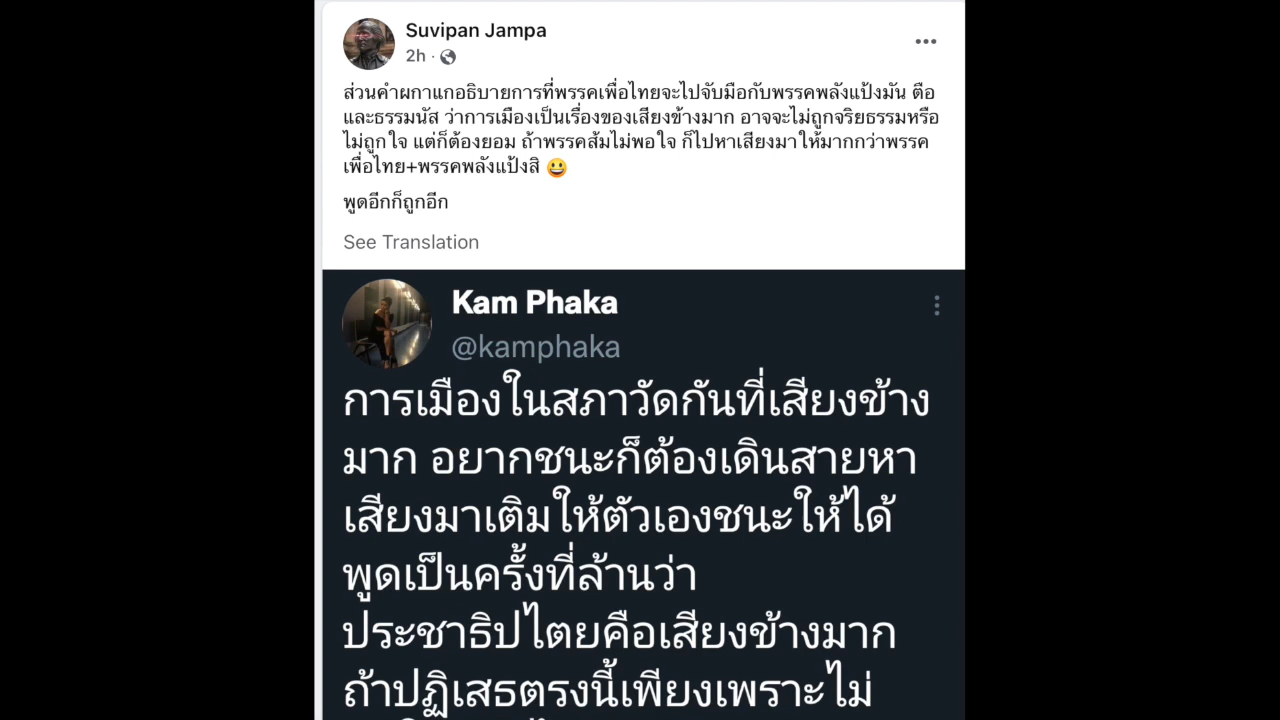 Suvipan Jampa
2h ·
ส่วนคำผกาแกอธิบายการที่พรรคเพื่อไทยจะไปจับมือกับพรรคพลังแป้งมัน ตือ
และธรรมนัส ว่าการเมืองเป็นเรื่องของเสียงข้างมาก อาจจะไม่ถูกจริยธรรมหรือ
ไม่ถูกใจ แต่ก็ต้องยอม ถ้าพรรคส้มไม่พอใจ ก็ไปหาเสียงมาให้มากกว่าพรรค
เพื่อไทย+พรรคพลังแป้งสิ 😃
พูดอีกก็ถูกอีก
See Translation
Kam Phaka
@kamphaka
การเมืองในสภาวัดกันที่เสียงข้าง
มาก อยากชนะก็ต้องเดินสายหา
เสียงมาเติมให้ตัวเองชนะให้ได้
พูดเป็นครั้งที่ล้านว่า
ประชาธิปไตยคือเสียงข้างมาก
ถ้าปฏิเสธตรงนี้เพียงเพราะไม่